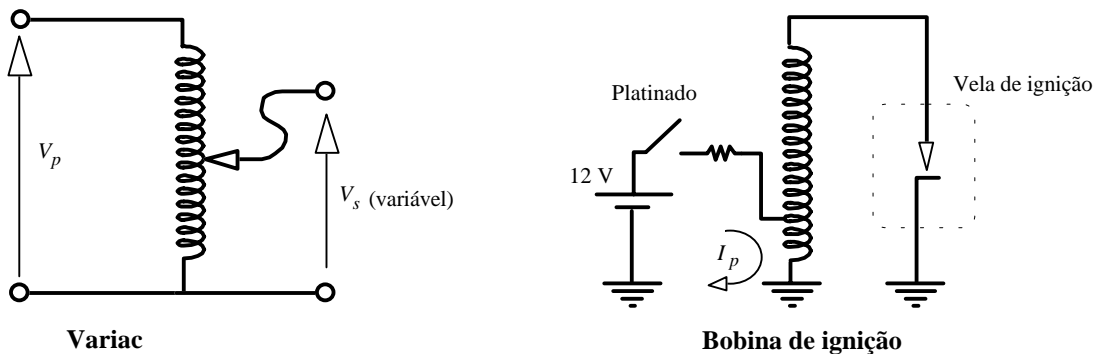 V_p
V_s (variável)
Variac
Platinado
12 V
I_p
Vela de ignição
Bobina de ignição